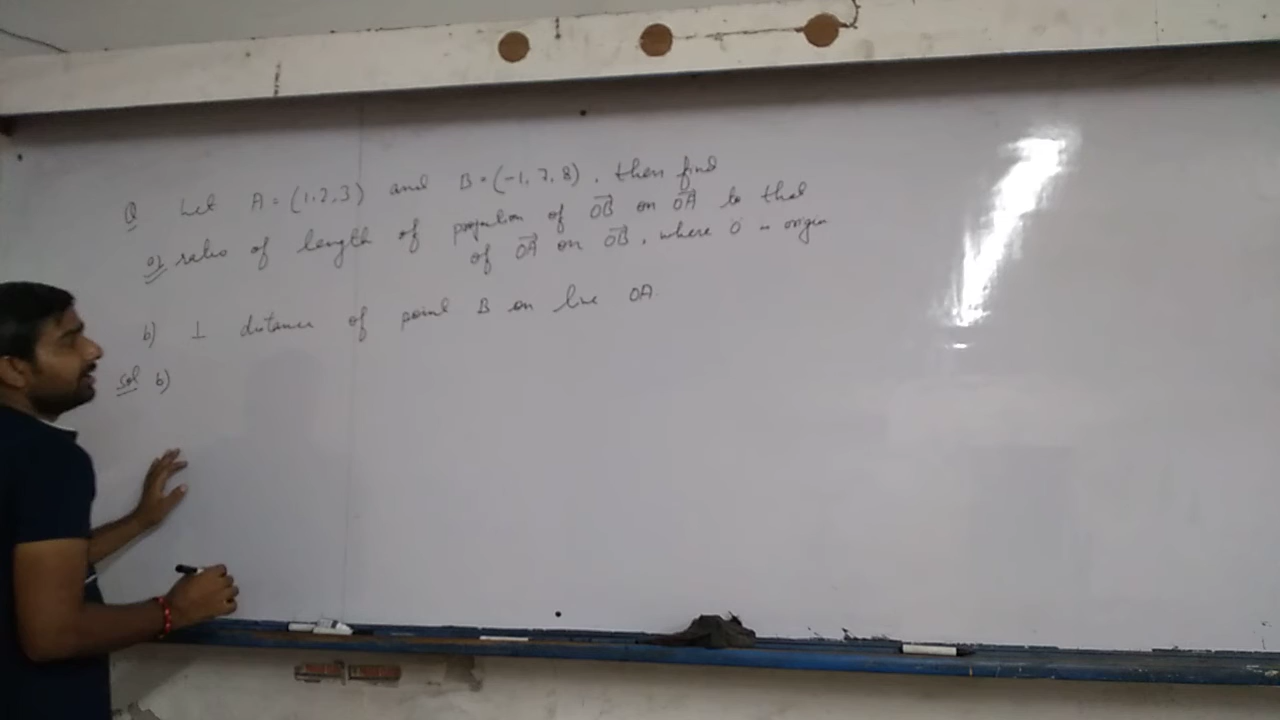 Q Let A = (1,2,3) and B = (-1, 7, 8), then find
a) ratio of length of projection of OB on OA to that
of OA on OB, where O is origin
b) ⊥ distance of point B on line OA.
Sol b)